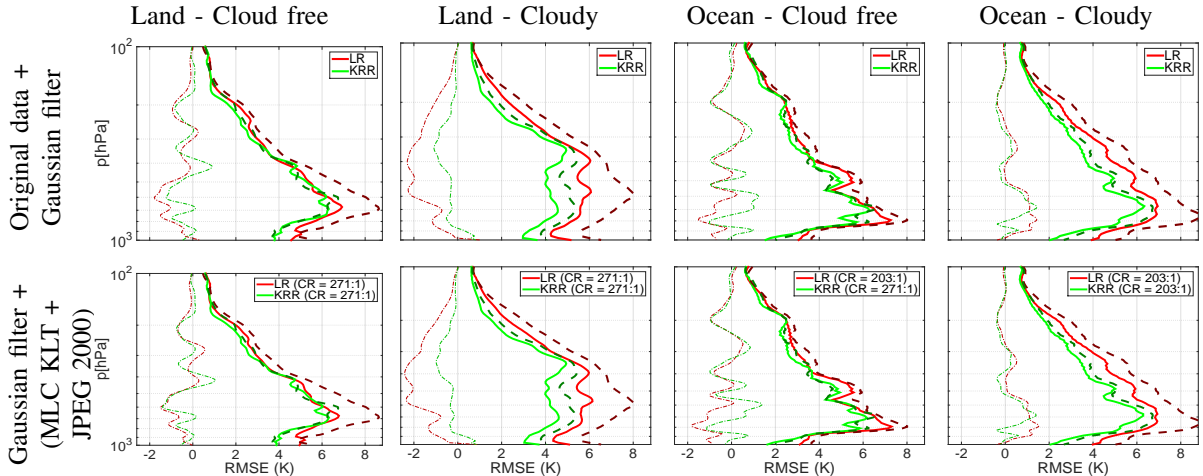 Land - Cloud free
Land - Cloudy
Ocean - Cloud free
Ocean - Cloudy
Original data +
Gaussian filter
p[hPa]
10²
10³
LR
KRR
0 2 4 6 8
LR
KRR
-2 0 2 4 6 8
LR
KRR
0 2 4 6 8
LR
KRR
-2 0 2 4 6 8
Gaussian filter +
(MLC KLT +
JPEG 2000)
p[hPa]
10²
10³
LR (CR = 271:1)
KRR (CR = 271:1)
0 2 4 6 8
RMSE (K)
LR (CR = 271:1)
KRR (CR = 271:1)
-2 0 2 4 6 8
RMSE (K)
LR (CR = 203:1)
KRR (CR = 271:1)
0 2 4 6 8
RMSE (K)
LR (CR = 203:1)
KRR (CR = 203:1)
-2 0 2 4 6 8
RMSE (K)